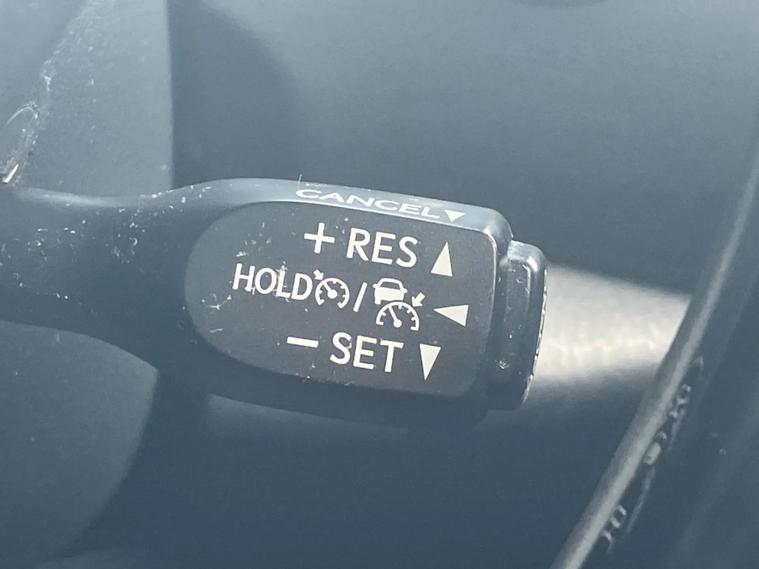 CANCEL▼
+ RES ▲
HOLD / ◀
- SET ▼